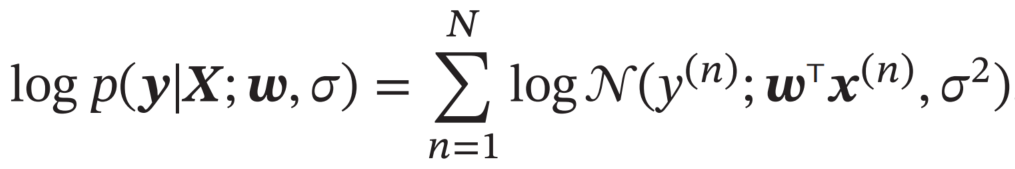 log p(y|X; w, σ) = ∑_{n=1}^{N} log 𝒩(y^{(n)}; w^⊤x^{(n)}, σ^2)